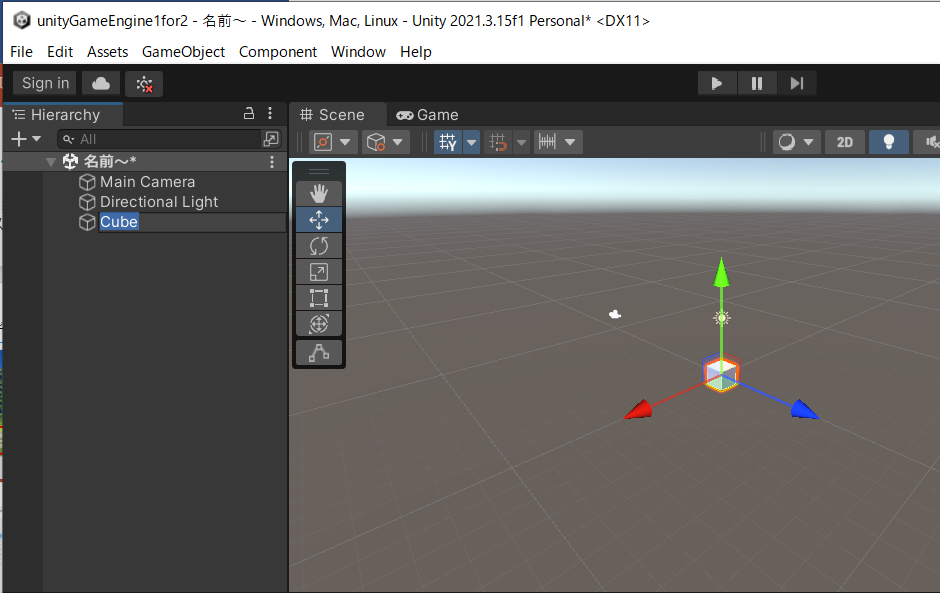 unityGameEngine1for2 - 名前～ - Windows, Mac, Linux - Unity 2021.3.15f1 Personal* <DX11>
File Edit Assets GameObject Component Window Help
Sign in
Hierarchy
All
名前～*
Main Camera
Directional Light
Cube
Scene Game
2D